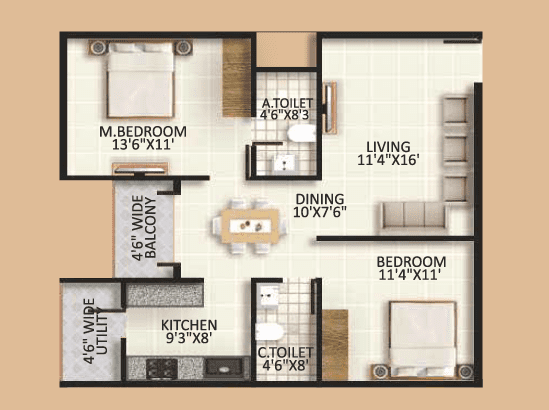 M.BEDROOM
13'6"X11'
A.TOILET
4'6"X8'3
LIVING
11'4"X16'
DINING
10'X7'6"
4'6" WIDE
BALCONY
BEDROOM
11'4"X11'
4'6" WIDE
UTILITY
KITCHEN
9'3"X8'
C.TOILET
4'6"X8'